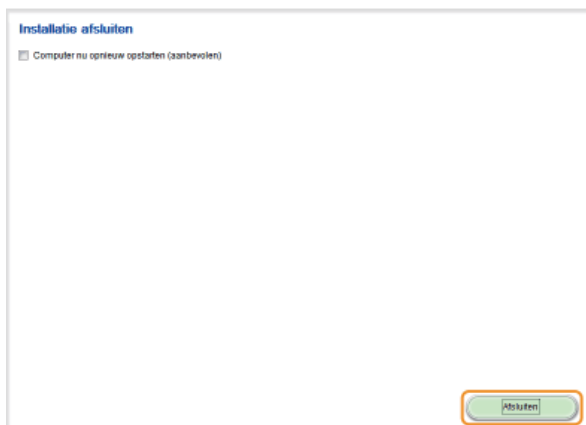 Installatie afsluiten
Computer nu opnieuw opstarten (aanbevolen)
Afsluiten